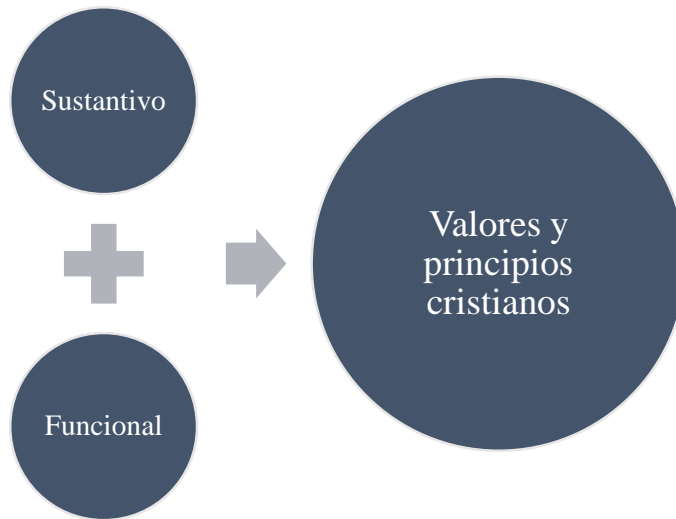 Sustantivo
Funcional
Valores y
principios
cristianos